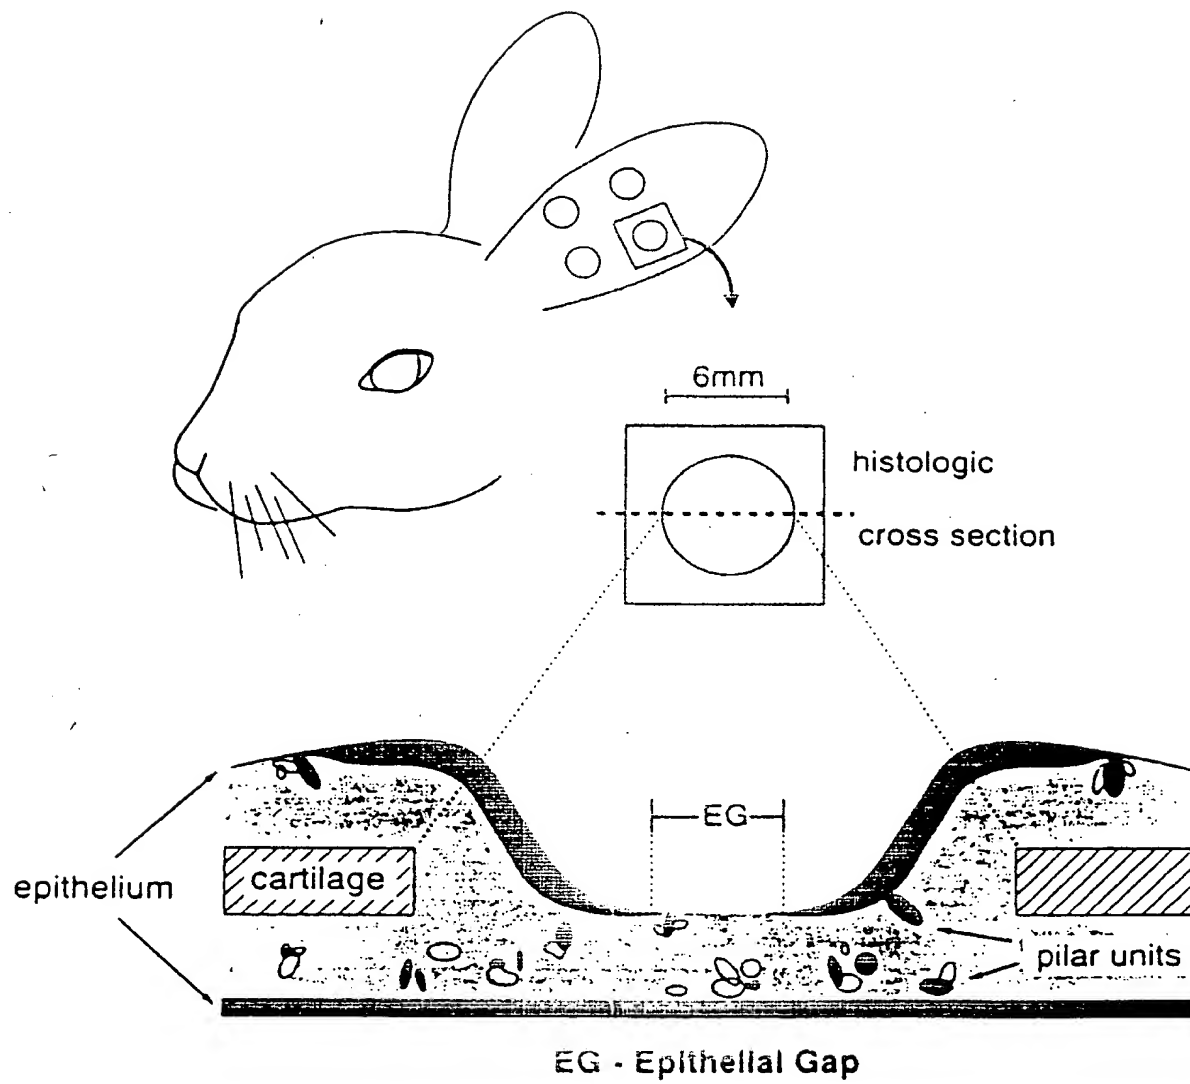 6mm
histologic
cross section
EG
epithelium
cartilage
pilar units
EG - Epithelial Gap